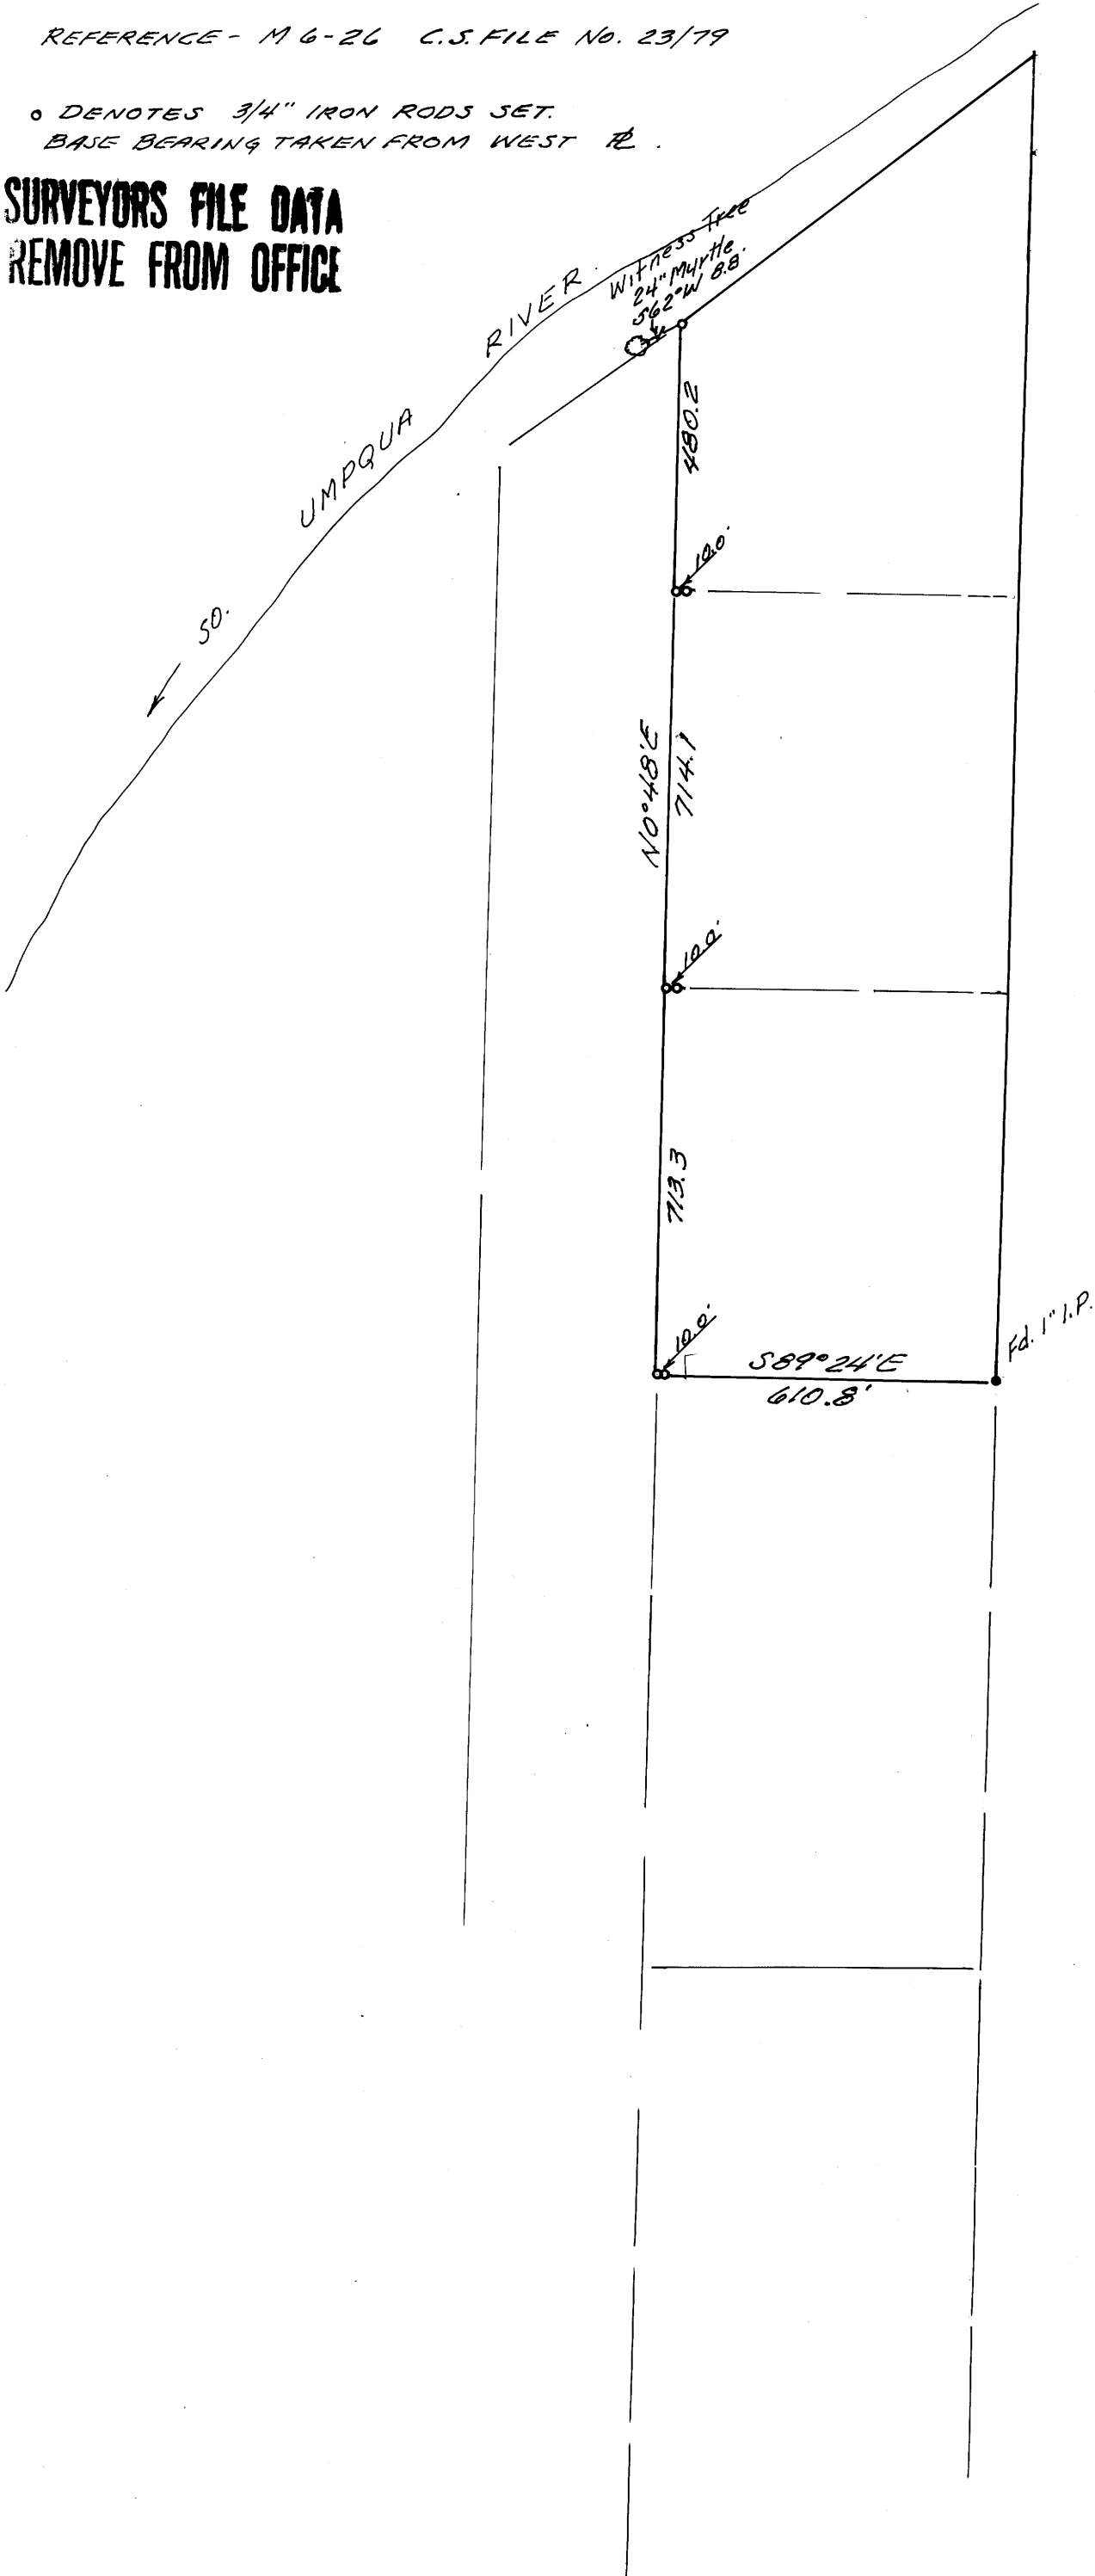 REFERENCE - M 6-26 C.S. FILE No. 23/79
o DENOTES 3/4" IRON RODS SET.
BASE BEARING TAKEN FROM WEST PL.
SURVEYORS FILE DATA
REMOVE FROM OFFICE
Witness Tree
24" Myrtle
S62°W 8.8'
RIVER
UMPQUA
SO.
480.2
10.0'
N0°48'E
714.1
10.0'
713.3
10.0'
S89°24'E
610.8'
Fd. 1" I.P.